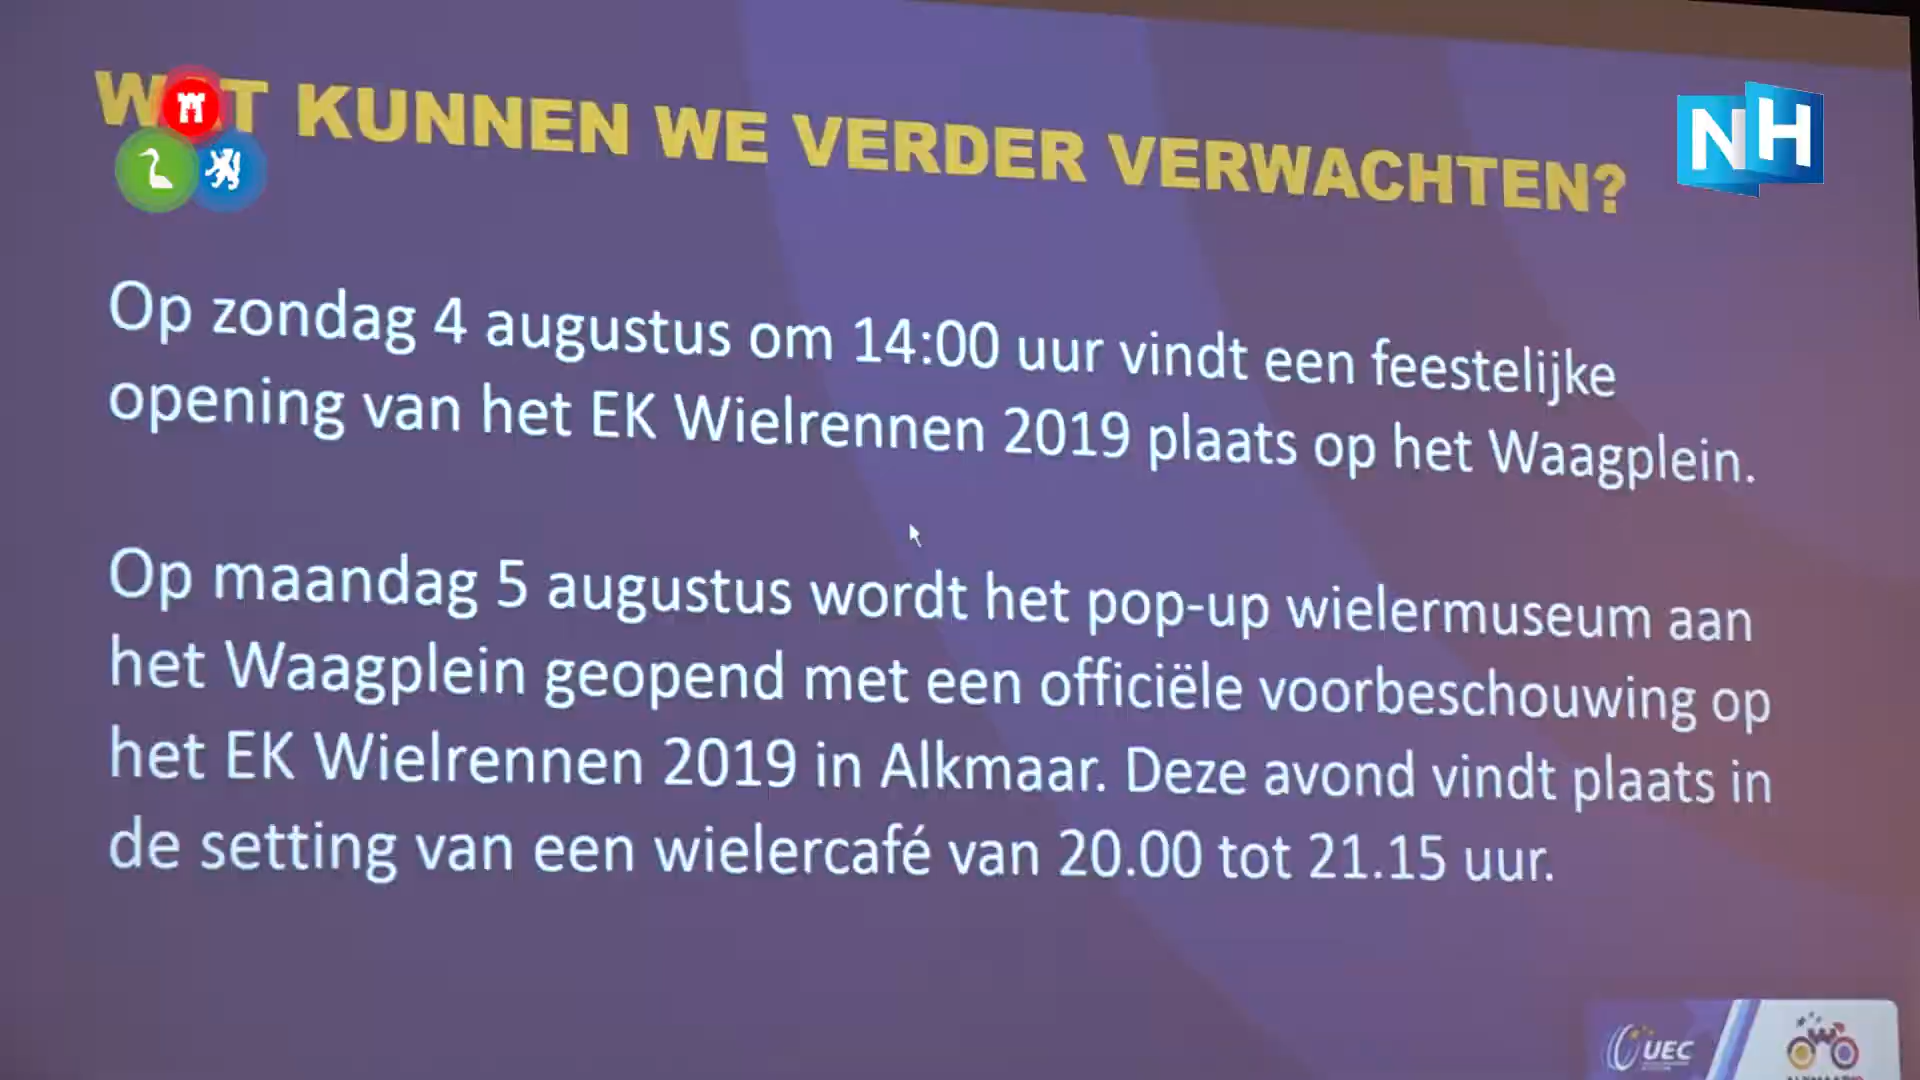 WAT KUNNEN WE VERDER VERWACHTEN?
NH
Op zondag 4 augustus om 14:00 uur vindt een feestelijke
opening van het EK Wielrennen 2019 plaats op het Waagplein.
Op maandag 5 augustus wordt het pop-up wielermuseum aan
het Waagplein geopend met een officiële voorbeschouwing op
het EK Wielrennen 2019 in Alkmaar. Deze avond vindt plaats in
de setting van een wielercafé van 20.00 tot 21.15 uur.
UEC